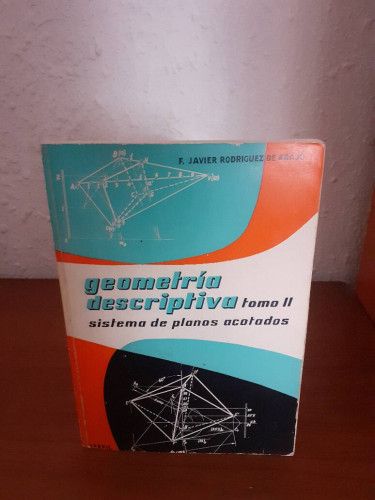 F. JAVIER RODRIGUEZ DE ABAJO
geometría
descriptiva tomo II
sistema de planos acotados